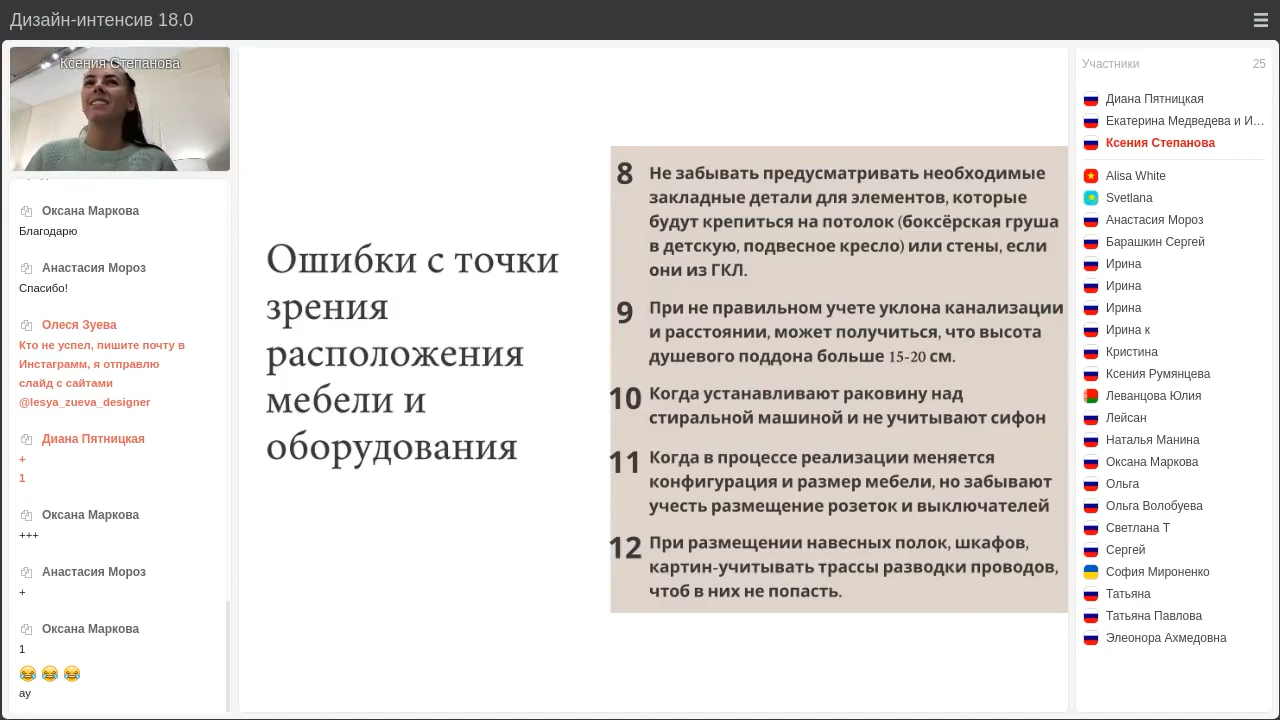 Дизайн-интенсив 18.0
Ксения Степанова
Оксана Маркова
Благодарю
Анастасия Мороз
Спасибо!
Олеся Зуева
Кто не успел, пишите почту в
Инстаграмм, я отправлю
слайд с сайтами
@lesya_zueva_designer
Диана Пятницкая
+
1
Оксана Маркова
+++
Анастасия Мороз
+
Оксана Маркова
1
😂 😂 😂
ау
Ошибки с точки
зрения
расположения
мебели и
оборудования
8 Не забывать предусматривать необходимые
закладные детали для элементов, которые
будут крепиться на потолок (боксёрская груша
в детскую, подвесное кресло) или стены, если
они из ГКЛ.
9 При не правильном учете уклона канализации
и расстоянии, может получиться, что высота
душевого поддона больше 15-20 см.
10 Когда устанавливают раковину над
стиральной машиной и не учитывают сифон
11 Когда в процессе реализации меняется
конфигурация и размер мебели, но забывают
учесть размещение розеток и выключателей
12 При размещении навесных полок, шкафов,
картин-учитывать трассы разводки проводов,
чтоб в них не попасть.
Участники 25
Диана Пятницкая
Екатерина Медведева и И...
Ксения Степанова
Alisa White
Svetlana
Анастасия Мороз
Барашкин Сергей
Ирина
Ирина
Ирина
Ирина к
Кристина
Ксения Румянцева
Леванцова Юлия
Лейсан
Наталья Манина
Оксана Маркова
Ольга
Ольга Волобуева
Светлана Т
Сергей
София Мироненко
Татьяна
Татьяна Павлова
Элеонора Ахмедовна